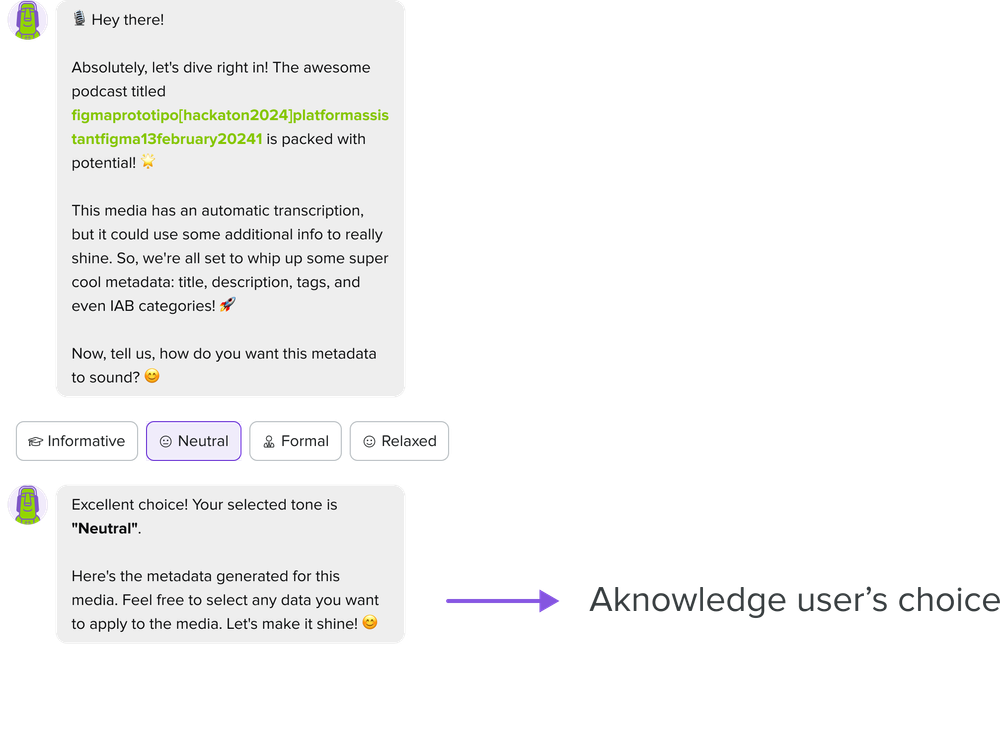 🎙 Hey there!
Absolutely, let's dive right in! The awesome
podcast titled
figmaprototipo[hackaton2024]platformassis
tantfigma13february20241 is packed with
potential! 🌟
This media has an automatic transcription,
but it could use some additional info to really
shine. So, we're all set to whip up some super
cool metadata: title, description, tags, and
even IAB categories! 🚀
Now, tell us, how do you want this metadata
to sound? 😊
Informative Neutral Formal Relaxed
Excellent choice! Your selected tone is
"Neutral".
Here's the metadata generated for this
media. Feel free to select any data you want
to apply to the media. Let's make it shine! 😊
Aknowledge user’s choice